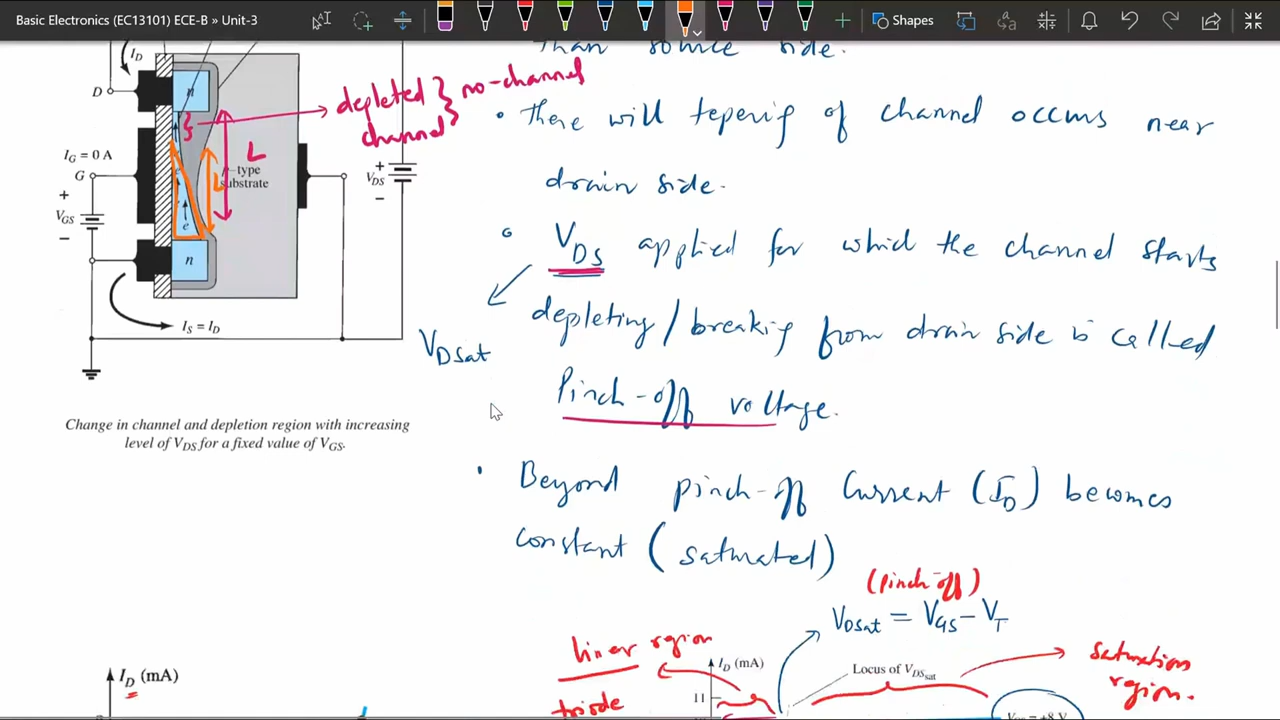 Basic Electronics (EC13101) ECE-B » Unit-3
Shapes
than source side.
ID
D
n
depleted } no-channel
channel
• There will tepering of channel occurs near
drain side.
IG = 0 A
G
L
L
-type
substrate
+
VGS
−
e
n
+
VDS
−
IS = ID
• VDS applied for which the channel starts
depleting / breaking from drain side is called
VDsat
Pinch-off voltage.
Change in channel and depletion region with increasing
level of VDS for a fixed value of VGS.
• Beyond pinch-off Current (ID) becomes
constant (saturated)
(Pinch off)
VDsat = VGS − VT
linear region
triode
ID (mA)
11
Locus of VDSsat
saturation
region.
ID (mA)